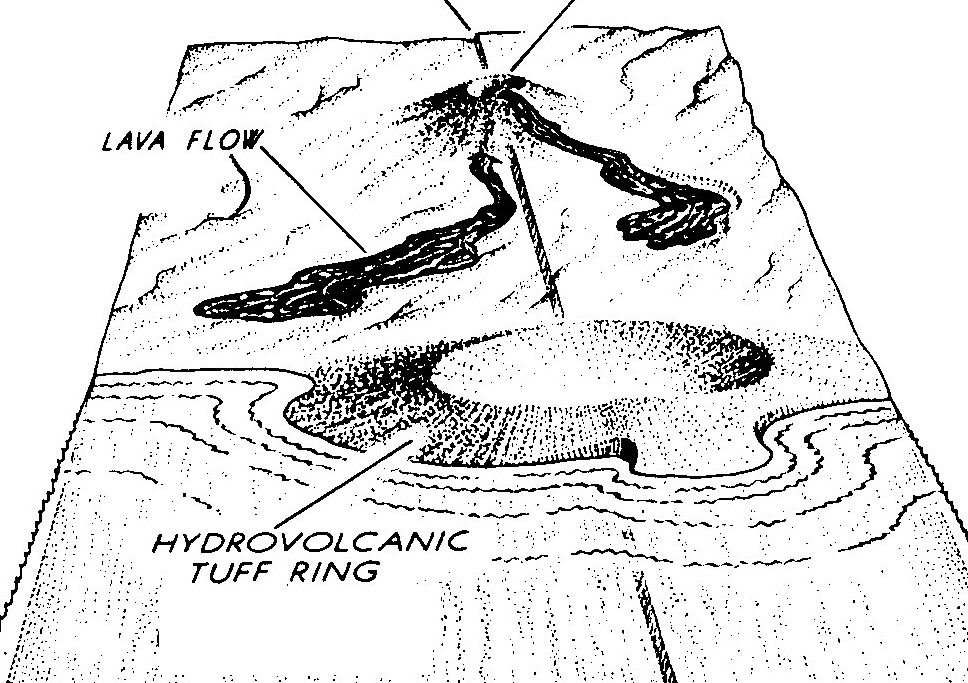 LAVA FLOW
HYDROVOLCANIC
TUFF RING